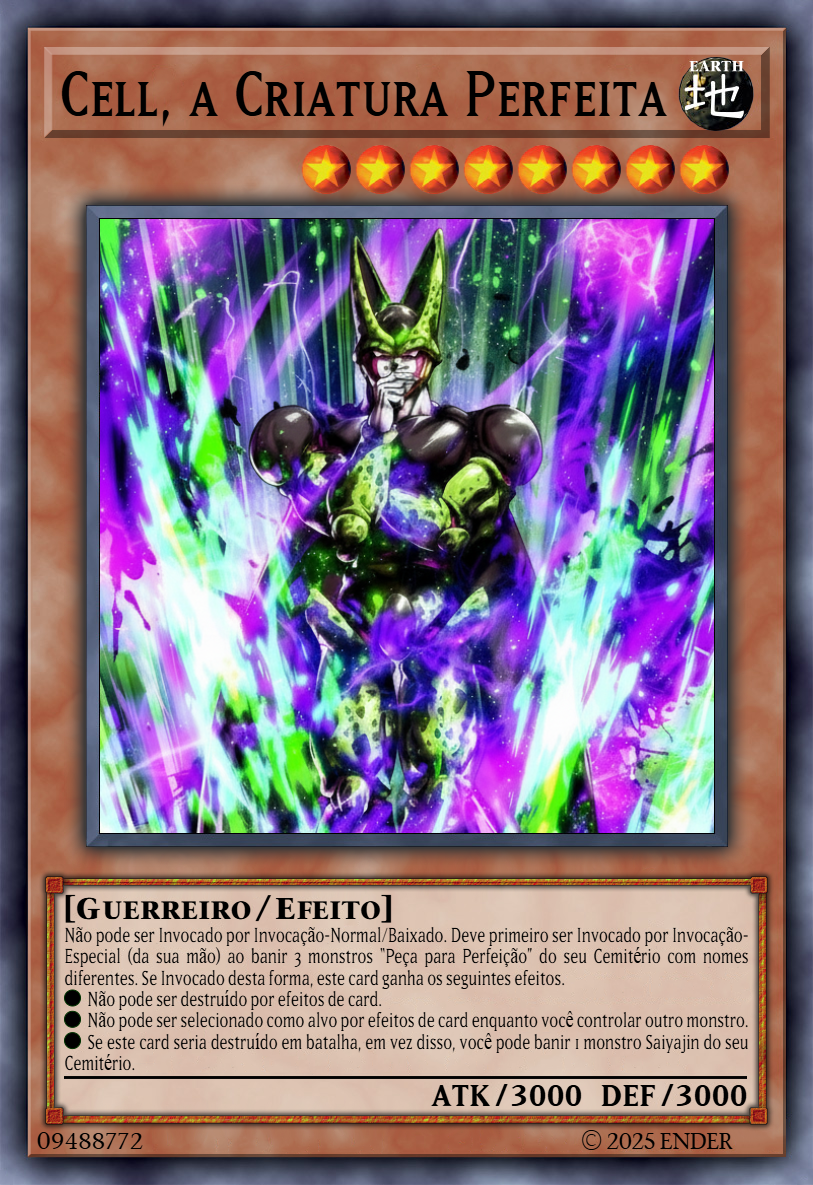 Cell, a Criatura Perfeita
EARTH
地
[Guerreiro/Efeito]
Não pode ser Invocado por Invocação-Normal/Baixado. Deve primeiro ser Invocado por Invocação-
Especial (da sua mão) ao banir 3 monstros "Peça para Perfeição" do seu Cemitério com nomes
diferentes. Se Invocado desta forma, este card ganha os seguintes efeitos.
● Não pode ser destruído por efeitos de card.
● Não pode ser selecionado como alvo por efeitos de card enquanto você controlar outro monstro.
● Se este card seria destruído em batalha, em vez disso, você pode banir 1 monstro Saiyajin do seu
Cemitério.
ATK/3000 DEF/3000
09488772
© 2025 ENDER